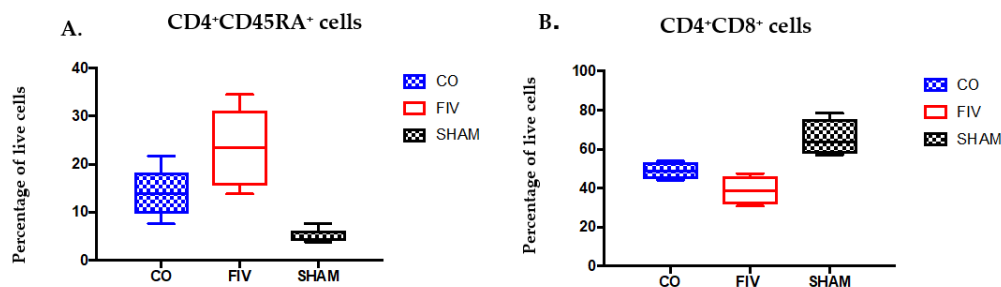 A.
CD4⁺CD45RA⁺ cells
Percentage of live cells
40
30
20
10
0
CO
FIV
SHAM
CO
FIV
SHAM
B.
CD4⁺CD8⁺ cells
Percentage of live cells
100
80
60
40
20
0
CO
FIV
SHAM
CO
FIV
SHAM